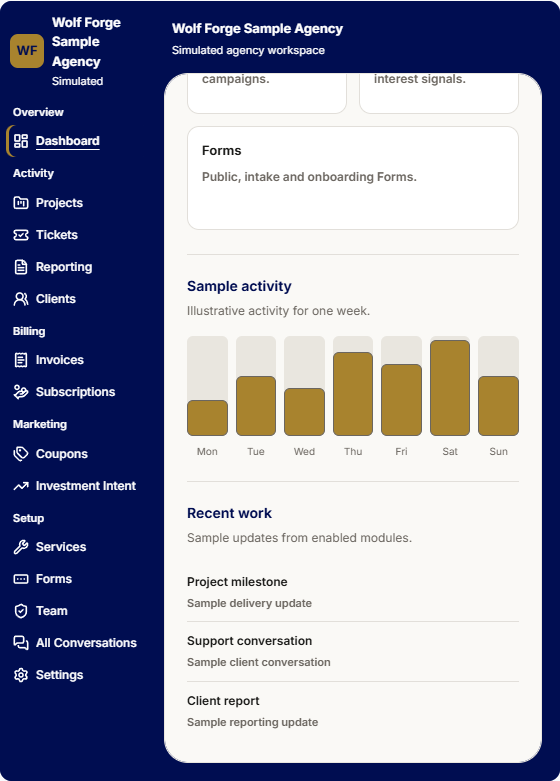 WF
Wolf Forge
Sample
Agency
Simulated
Overview
Dashboard
Activity
Projects
Tickets
Reporting
Clients
Billing
Invoices
Subscriptions
Marketing
Coupons
Investment Intent
Setup
Services
Forms
Team
All Conversations
Settings
Wolf Forge Sample Agency
Simulated agency workspace
campaigns.
interest signals.
Forms
Public, intake and onboarding Forms.
Sample activity
Illustrative activity for one week.
Mon Tue Wed Thu Fri Sat Sun
Recent work
Sample updates from enabled modules.
Project milestone
Sample delivery update
Support conversation
Sample client conversation
Client report
Sample reporting update